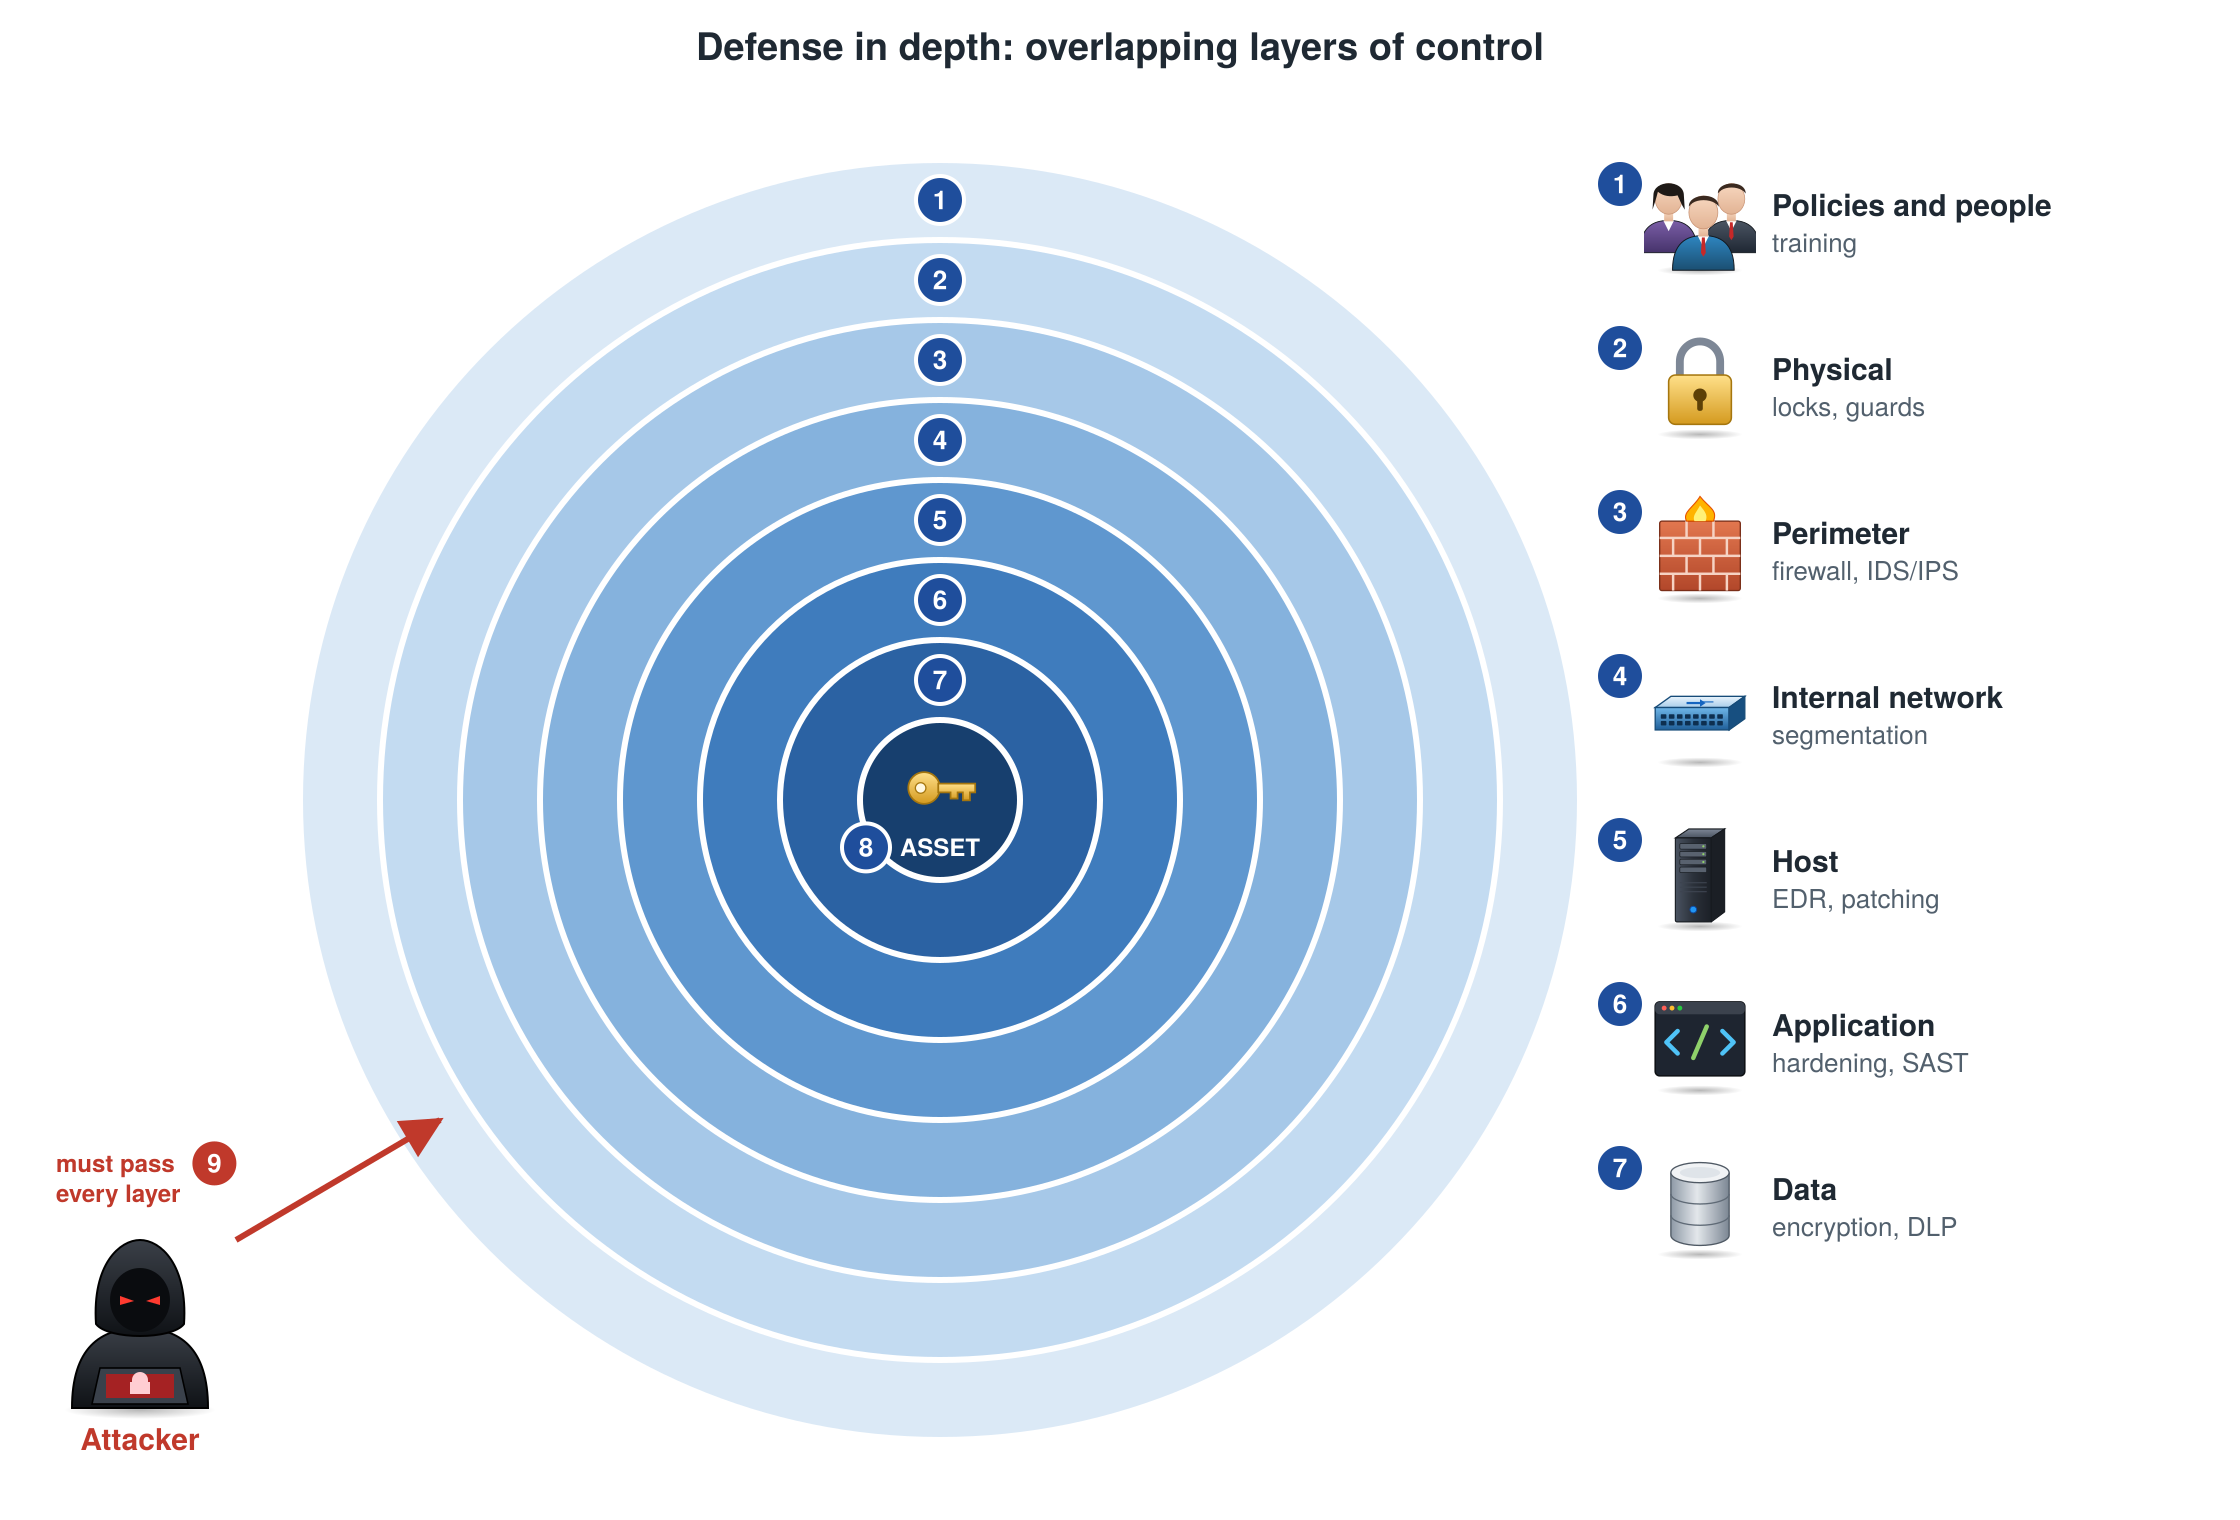 Defense in depth: overlapping layers of control
1
2
3
4
5
6
7
8 ASSET
1
Policies and people
training
2
Physical
locks, guards
3
Perimeter
firewall, IDS/IPS
4
Internal network
segmentation
5
Host
EDR, patching
6
Application
hardening, SAST
7
Data
encryption, DLP
must pass 9
every layer
Attacker